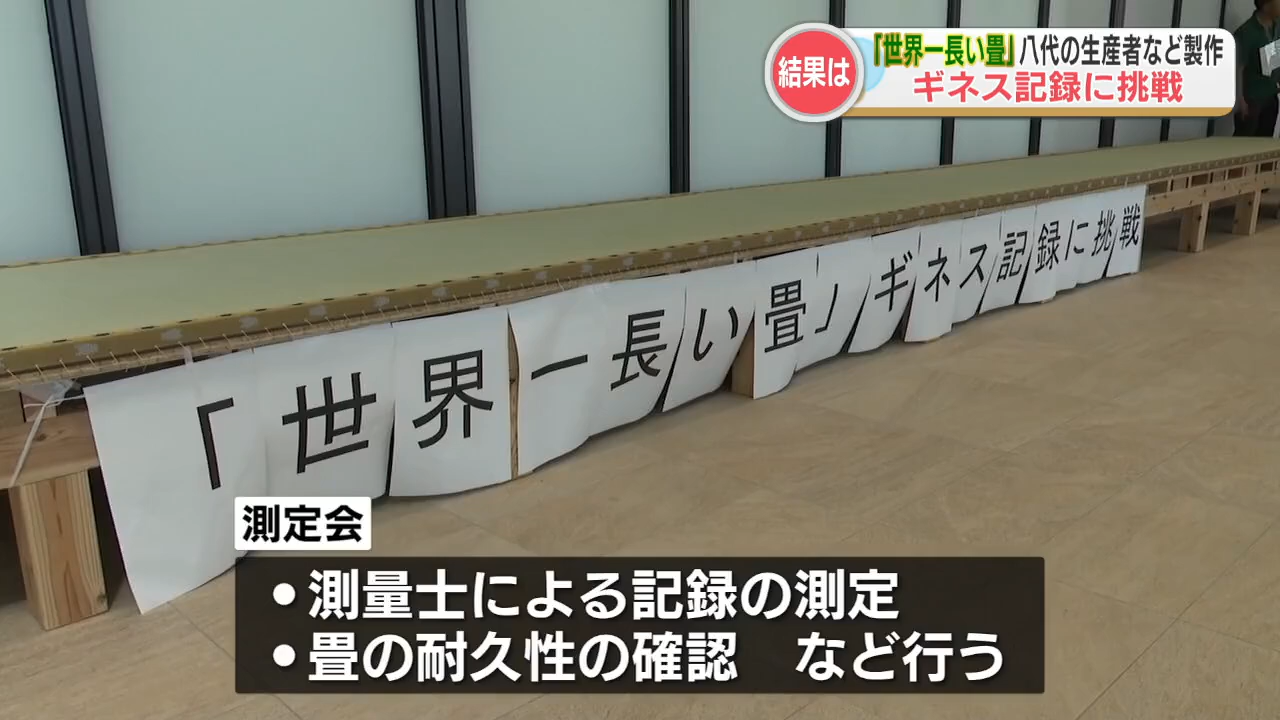 結果は
「世界一長い畳」八代の生産者など製作
ギネス記録に挑戦
「世界一長い畳」ギネス記録に挑戦
測定会
・測量士による記録の測定
・畳の耐久性の確認 など行う